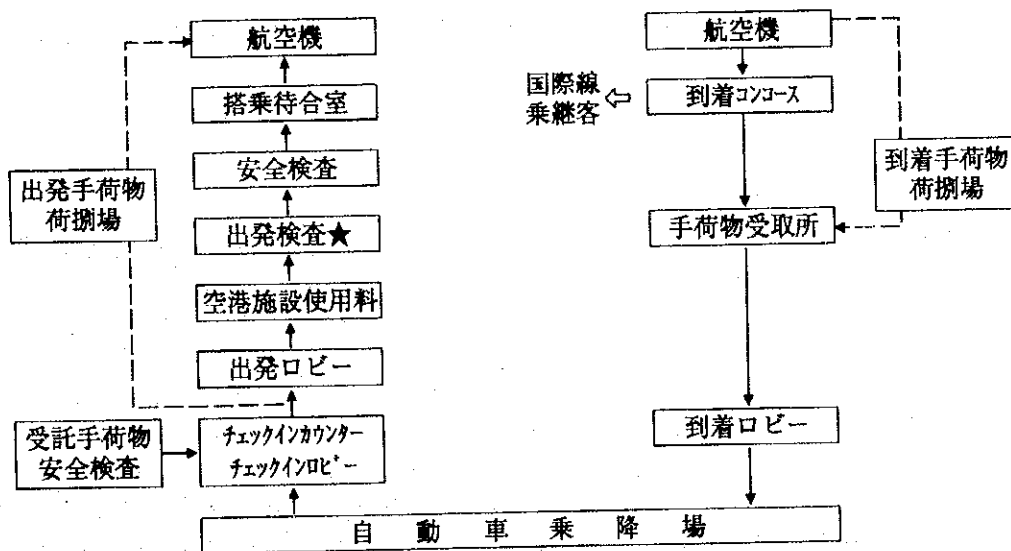 航空機
搭乗待合室
安全検査
出発検査★
空港施設使用料
出発ロビー
出発手荷物
荷捌場
受託手荷物
安全検査
チェックインカウンター
チェックインロビー
航空機
国際線
乗継客
到着コンコース
到着手荷物
荷捌場
手荷物受取所
到着ロビー
自動車乗降場